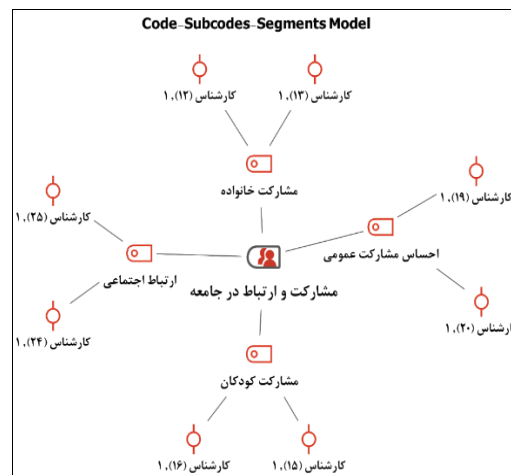 Code-Subcodes-Segments Model
کارشناس (۱۲)، ۱
کارشناس (۱۳)، ۱
مشارکت خانواده
کارشناس (۱۹)، ۱
کارشناس (۲۵)، ۱
احساس مشارکت عمومی
ارتباط اجتماعی
مشارکت و ارتباط در جامعه
کارشناس (۲۰)، ۱
کارشناس (۲۴)، ۱
مشارکت کودکان
کارشناس (۱۶)، ۱
کارشناس (۱۵)، ۱